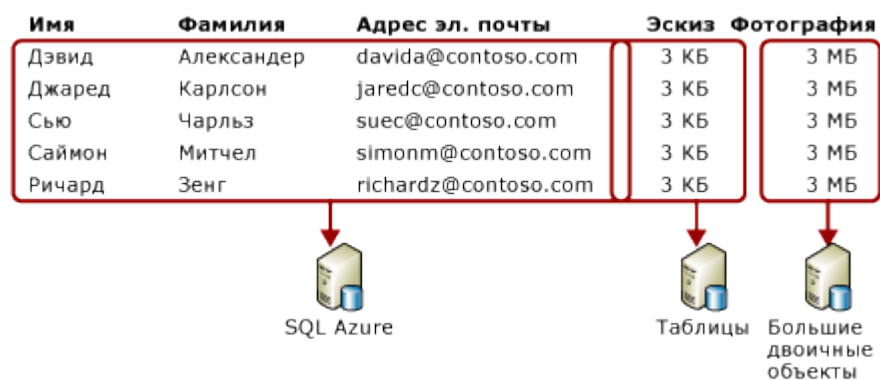 Имя Фамилия Адрес эл. почты Эскиз Фотография
Дэвид Александер davida@contoso.com 3 КБ 3 МБ
Джаред Карлсон jaredc@contoso.com 3 КБ 3 МБ
Сью Чарльз suec@contoso.com 3 КБ 3 МБ
Саймон Митчел simonm@contoso.com 3 КБ 3 МБ
Ричард Зенг richardz@contoso.com 3 КБ 3 МБ
SQL Azure Таблицы Большие
двоичные
объекты